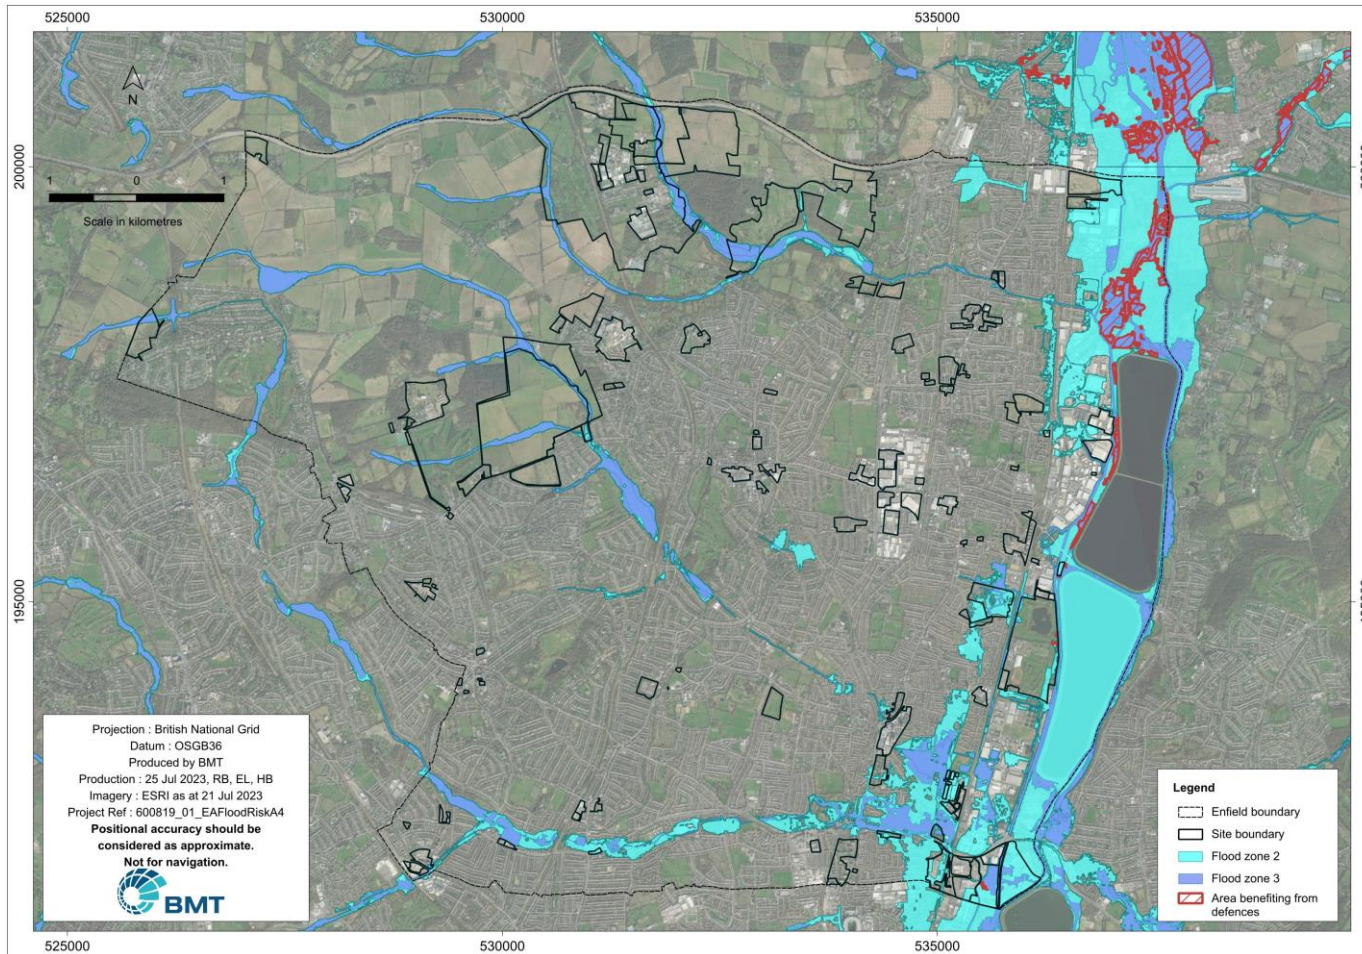 525000
530000
535000
N
200000
1 0 1
Scale in kilometres
195000
Projection : British National Grid
Datum : OSGB36
Produced by BMT
Production : 25 Jul 2023, RB, EL, HB
Imagery : ESRI as at 21 Jul 2023
Project Ref : 600819_01_EAFloodRiskA4
Positional accuracy should be
considered as approximate.
Not for navigation.
BMT
Legend
Enfield boundary
Site boundary
Flood zone 2
Flood zone 3
Area benefiting from
defences
525000
530000
535000